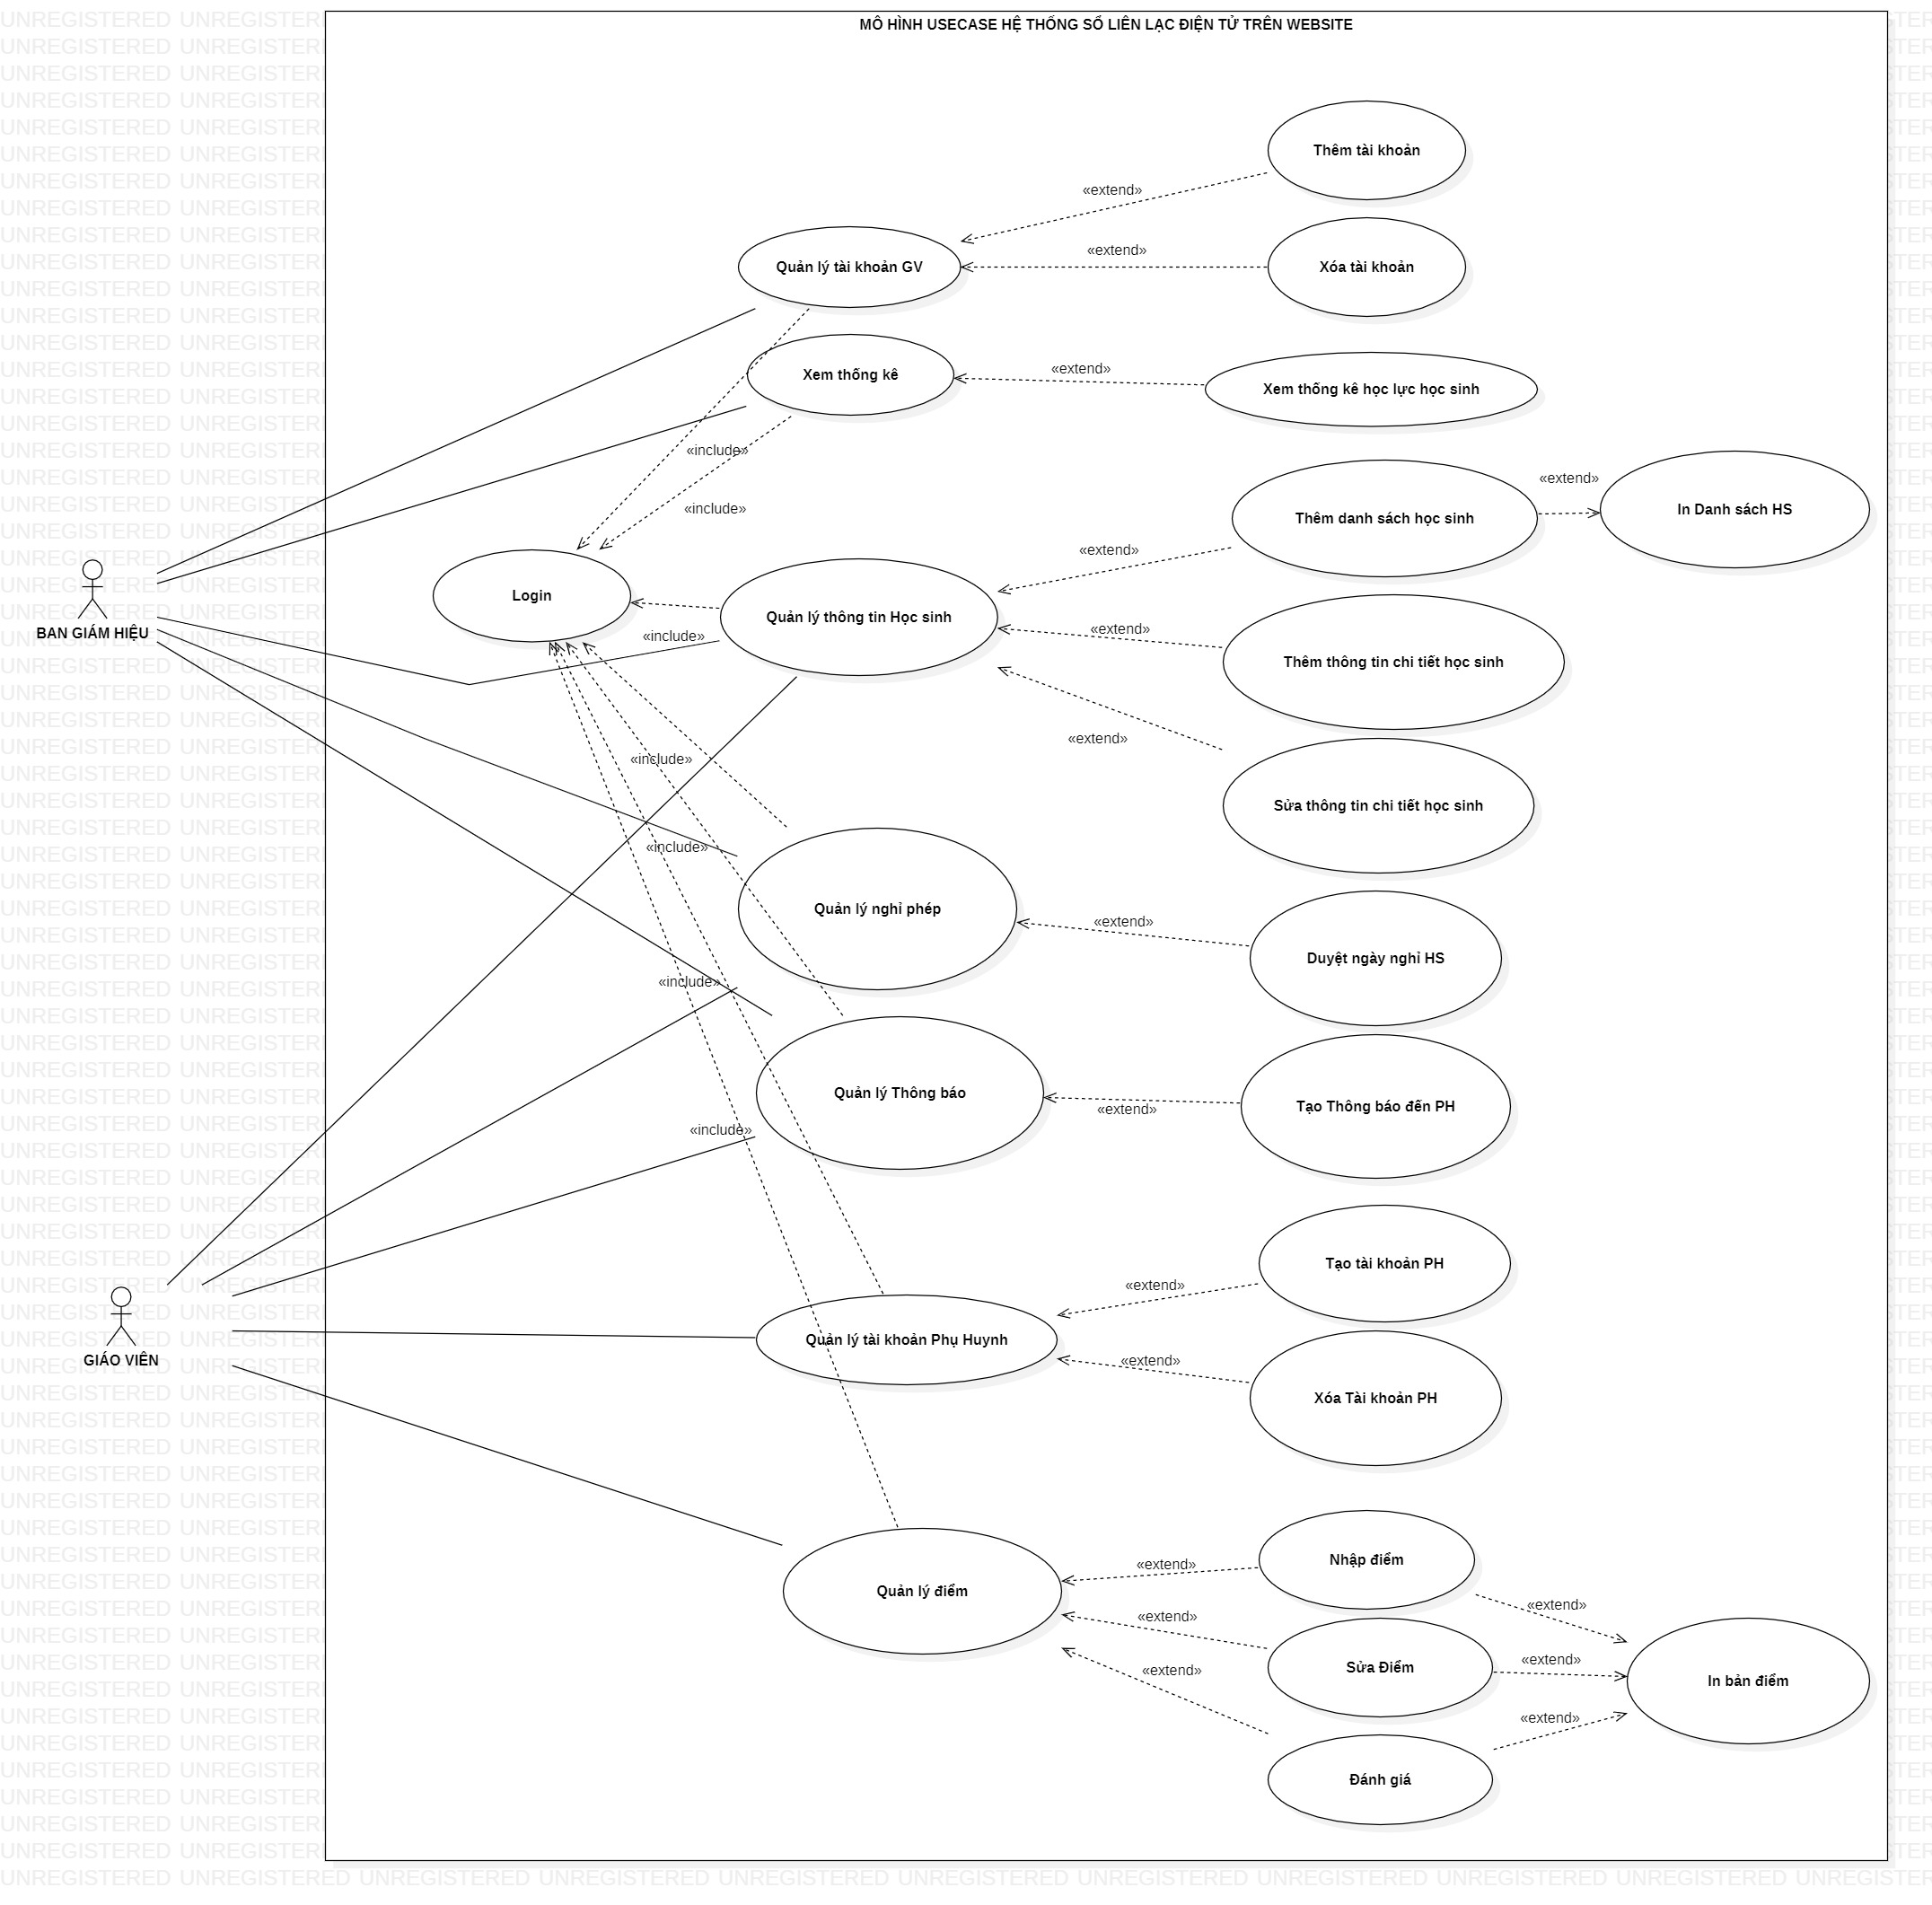 MÔ HÌNH USECASE HỆ THỐNG SỔ LIÊN LẠC ĐIỆN TỬ TRÊN WEBSITE
Thêm tài khoản
«extend»
«extend»
Quản lý tài khoản GV
Xóa tài khoản
«extend»
Xem thống kê
Xem thống kê học lực học sinh
«include»
«include»
«extend»
Thêm danh sách học sinh
In Danh sách HS
«extend»
Login
Quản lý thông tin Học sinh
BAN GIÁM HIỆU
«include»
«extend»
Thêm thông tin chi tiết học sinh
«extend»
«include»
Sửa thông tin chi tiết học sinh
«include»
Quản lý nghỉ phép
«extend»
Duyệt ngày nghỉ HS
«include»
Quản lý Thông báo
«extend»
Tạo Thông báo đến PH
«include»
Tạo tài khoản PH
«extend»
GIÁO VIÊN
Quản lý tài khoản Phụ Huynh
«extend»
Xóa Tài khoản PH
Nhập điểm
«extend»
Quản lý điểm
«extend»
«extend»
Sửa Điểm
«extend»
In bản điểm
«extend»
«extend»
Đánh giá
UNREGISTERED UNREGISTERED UNREGISTERED UNREGISTERED UNREGISTERED UNREGISTERED UNREGISTERED UNREGISTERED UNREGISTERED UNREGISTERED UNREGISTERED